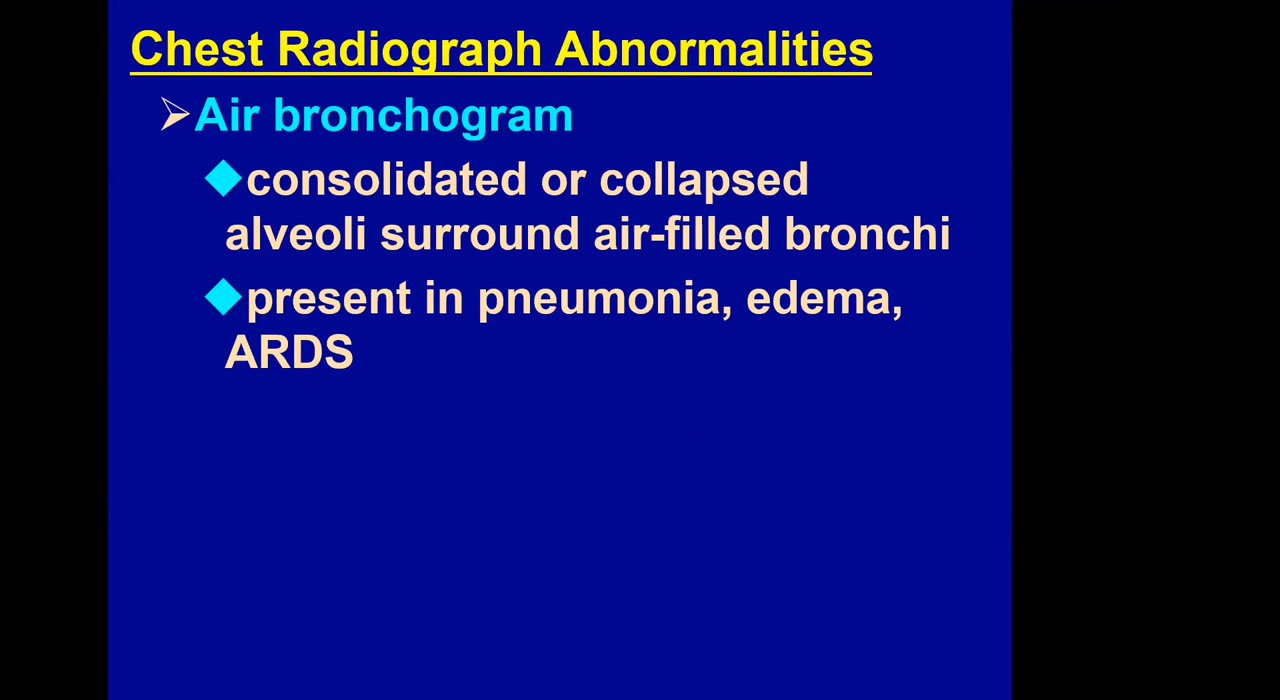 Chest Radiograph Abnormalities
Air bronchogram
consolidated or collapsed
alveoli surround air-filled bronchi
present in pneumonia, edema,
ARDS